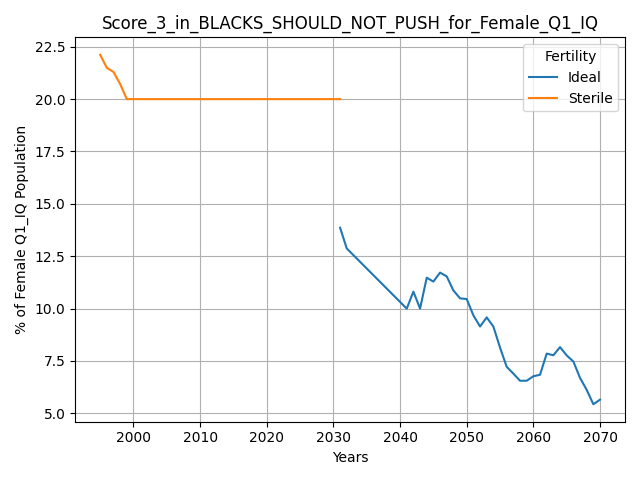 Score_3_in_BLACKS_SHOULD_NOT_PUSH_for_Female_Q1_IQ
Fertility
Ideal
Sterile
% of Female Q1_IQ Population
22.5
20.0
17.5
15.0
12.5
10.0
7.5
5.0
2000 2010 2020 2030 2040 2050 2060 2070
Years